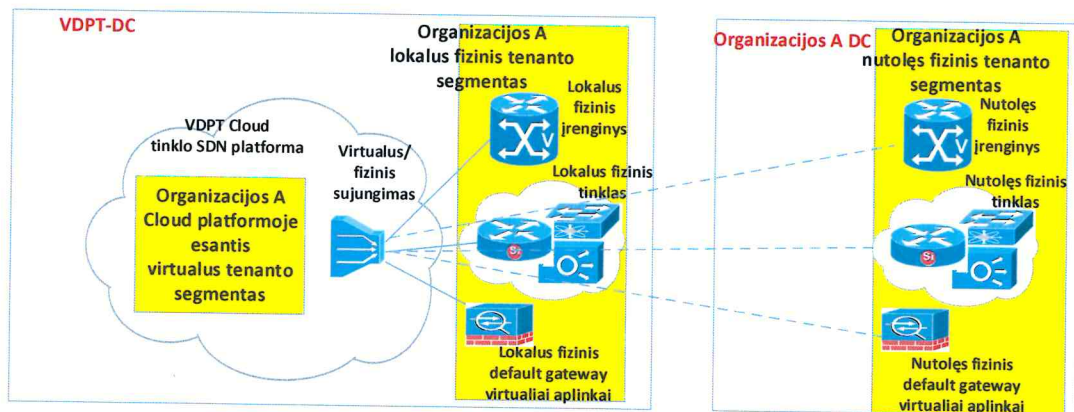 VDPT-DC
VDPT Cloud
tinklo SDN platforma
Organizacijos A
Cloud platformoje
esantis
virtualus tenanto
segmentas
Virtualus/
fizinis
sujungimas
Organizacijos A
lokalus fizinis tenanto
segmentas
Lokalus
fizinis
įrenginys
V
Lokalus fizinis
tinklas
Si
Lokalus fizinis
default gateway
virtualiai aplinkai
Organizacijos A DC
Organizacijos A
nutolęs fizinis tenanto
segmentas
Nutolęs
fizinis
įrenginys
V
Nutolęs fizinis
tinklas
Si
Nutolęs fizinis
default gateway
virtualiai aplinkai